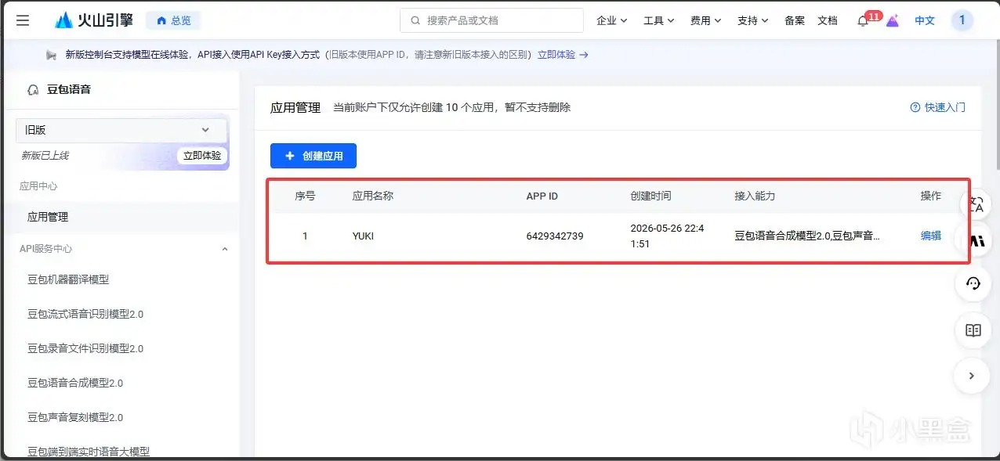 火山引擎
总览
搜索产品或文档
企业
工具
费用
支持
备案
文档
11
中文
1
新版控制台支持模型在线体验，API接入使用API Key接入方式（旧版本使用APP ID，请注意新旧版本接入的区别） 立即体验 →
豆包语音
旧版
新版已上线
立即体验
应用中心
应用管理
API服务中心
豆包机器翻译模型
豆包流式语音识别模型2.0
豆包录音文件识别模型2.0
豆包语音合成模型2.0
豆包声音复刻模型2.0
豆包端到端实时语音大模型
应用管理 当前账户下仅允许创建 10 个应用，暂不支持删除
快速入门
+ 创建应用
序号 应用名称 APP ID 创建时间 接入能力 操作
1 YUKI 6429342739 2026-05-26 22:4 豆包语音合成模型2.0,豆包声音... 编辑
1:51
小黑盒